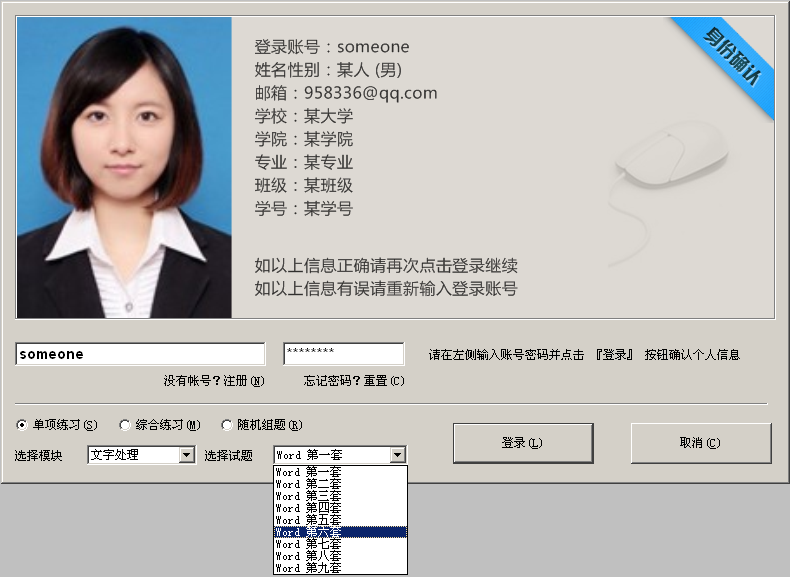 身份确认
登录账号：someone
姓名性别：某人 (男)
邮箱：958336@qq.com
学校：某大学
学院：某学院
专业：某专业
班级：某班级
学号：某学号
如以上信息正确请再次点击登录继续
如以上信息有误请重新输入登录账号
someone ******** 请在左侧输入账号密码并点击 『登录』 按钮确认个人信息
没有帐号？注册(N) 忘记密码？重置(C)
单项练习(S) 综合练习(M) 随机组题(R)
登录(L) 取消(C)
选择模块 文字处理 选择试题 Word 第一套
Word 第一套
Word 第二套
Word 第三套
Word 第四套
Word 第五套
Word 第六套
Word 第七套
Word 第八套
Word 第九套